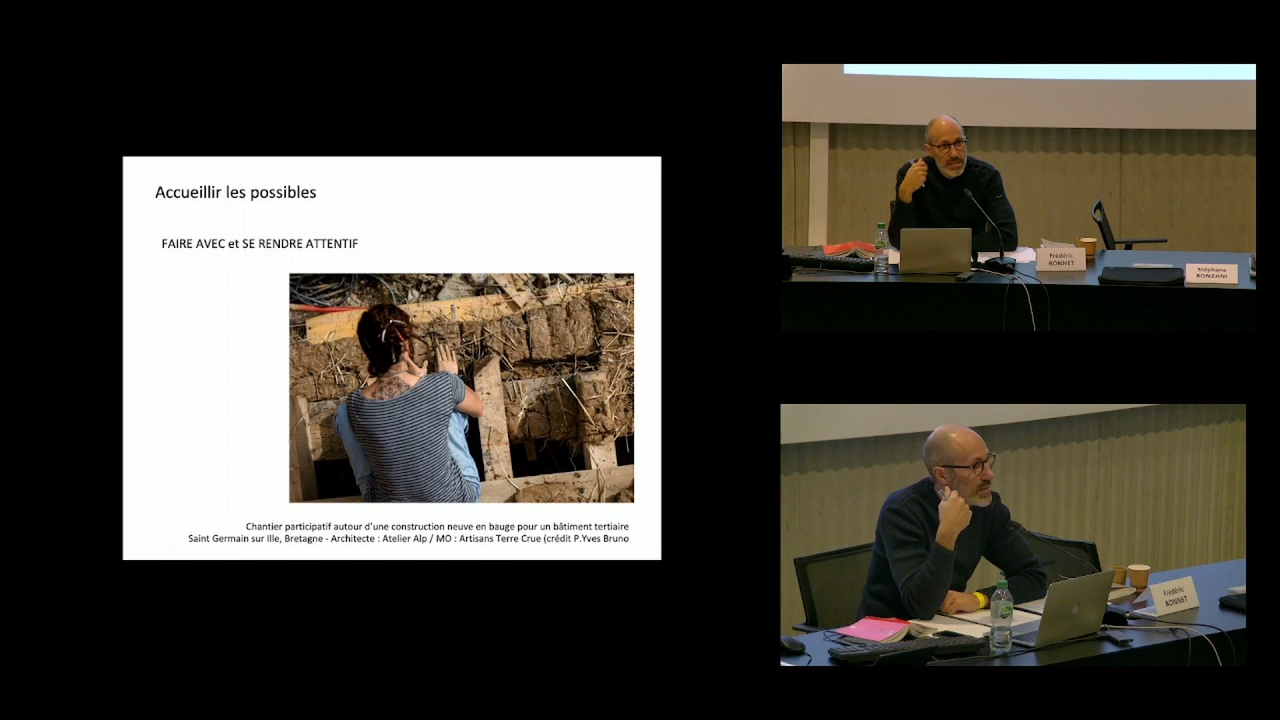 Accueillir les possibles
FAIRE AVEC et SE RENDRE ATTENTIF
Chantier participatif autour d'une construction neuve en bauge pour un bâtiment tertiaire
Saint Germain sur Ille, Bretagne - Architecte : Atelier Alp / MO : Artisans Terre Crue (crédit P.Yves Bruno
Frédéric
BONNET
Stéphane
BONZANI
Frédéric
BONNET